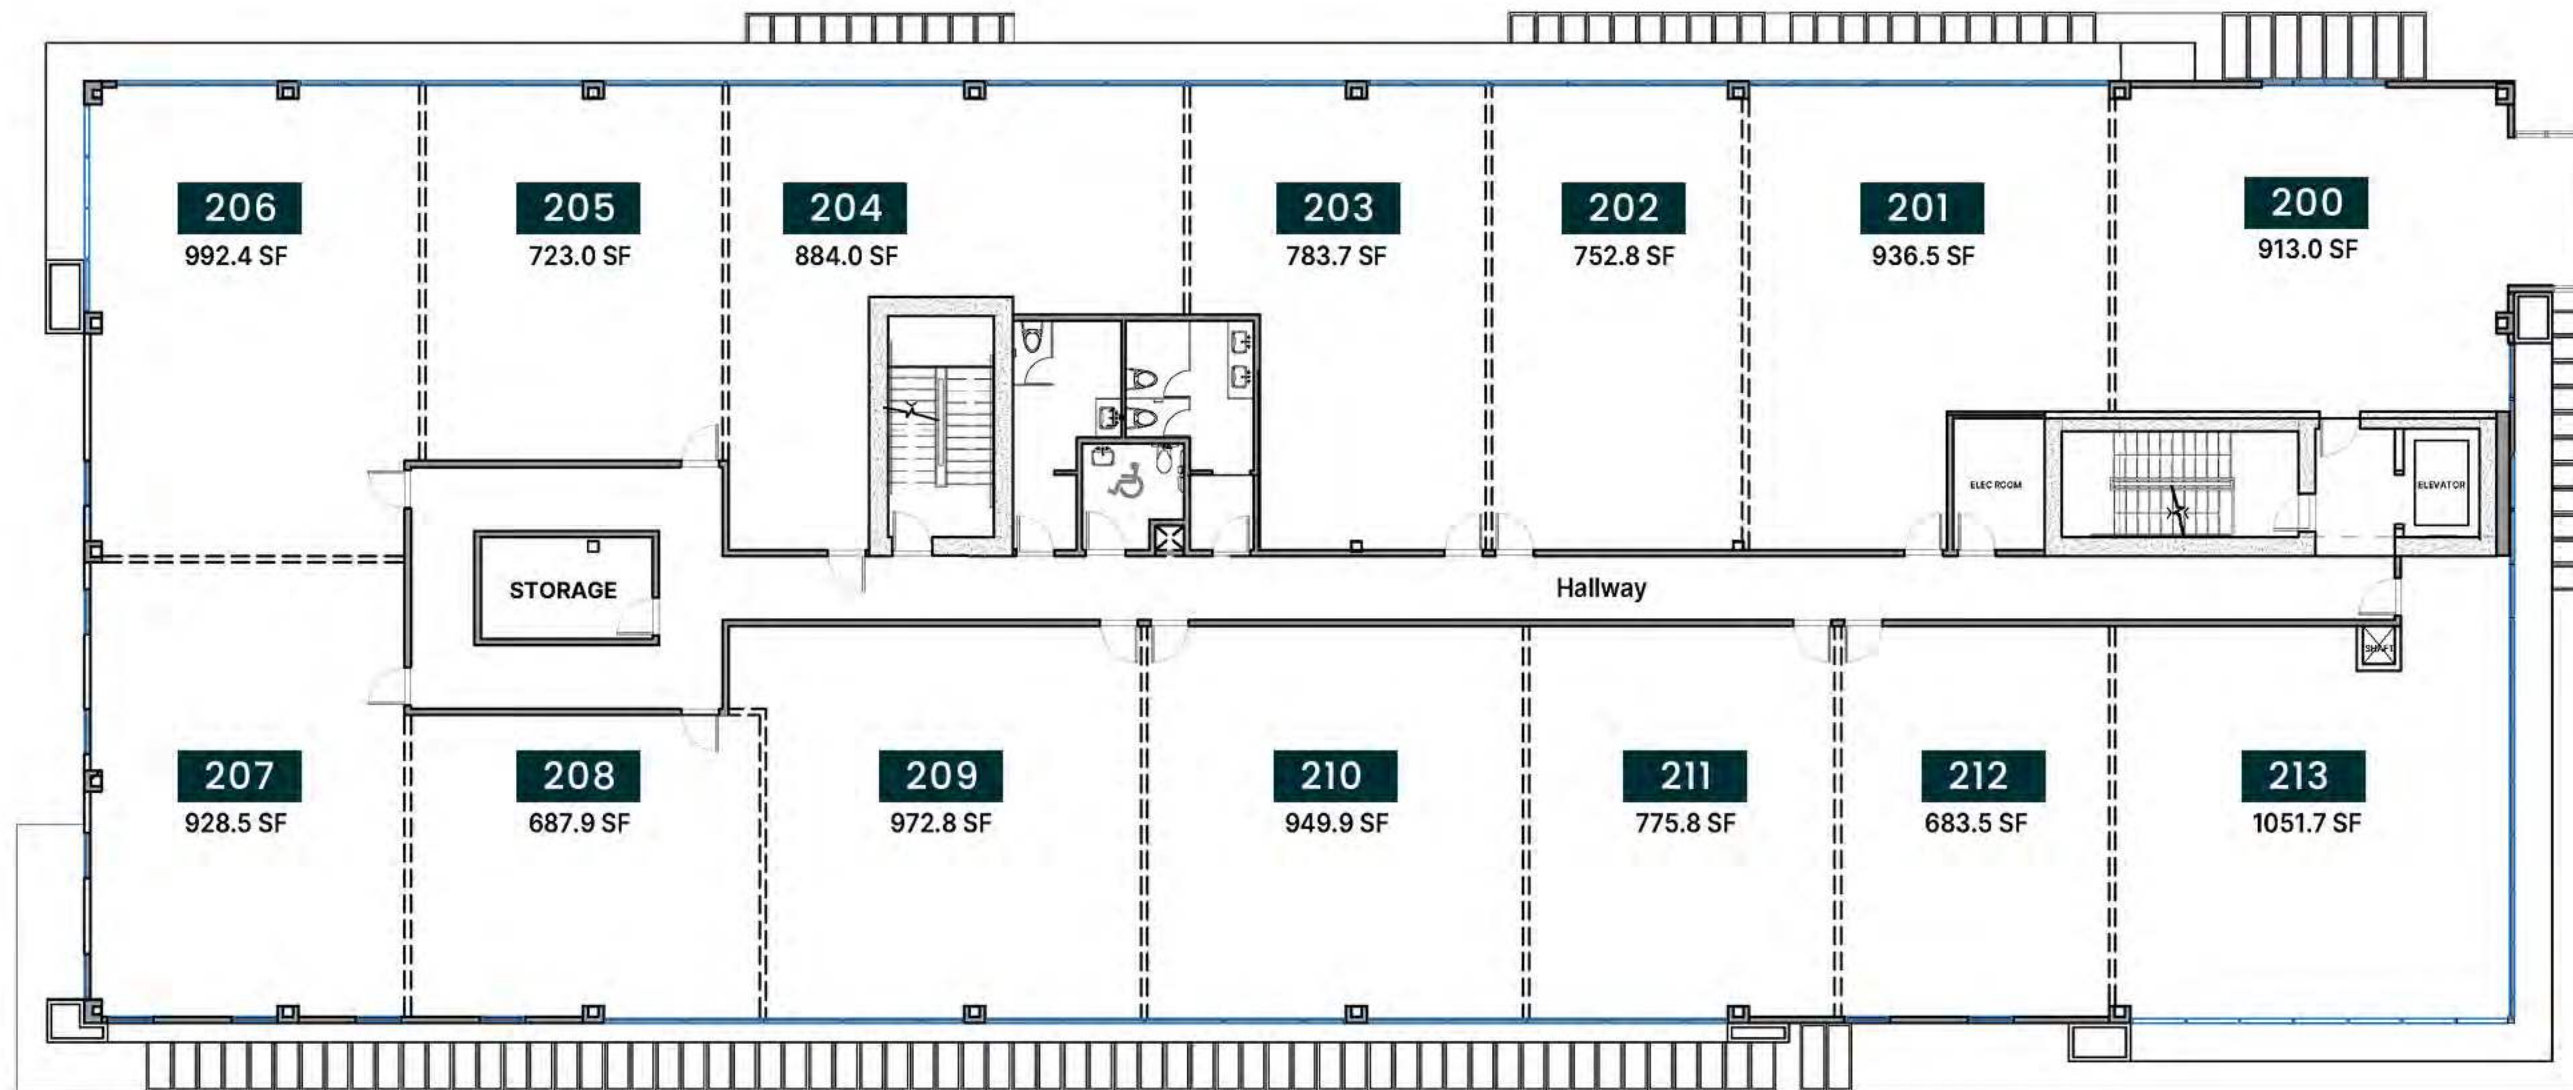 206
992.4 SF
205
723.0 SF
204
884.0 SF
203
783.7 SF
202
752.8 SF
201
936.5 SF
200
913.0 SF
ELEC ROOM
ELEVATOR
STORAGE
Hallway
SHAFT
207
928.5 SF
208
687.9 SF
209
972.8 SF
210
949.9 SF
211
775.8 SF
212
683.5 SF
213
1051.7 SF